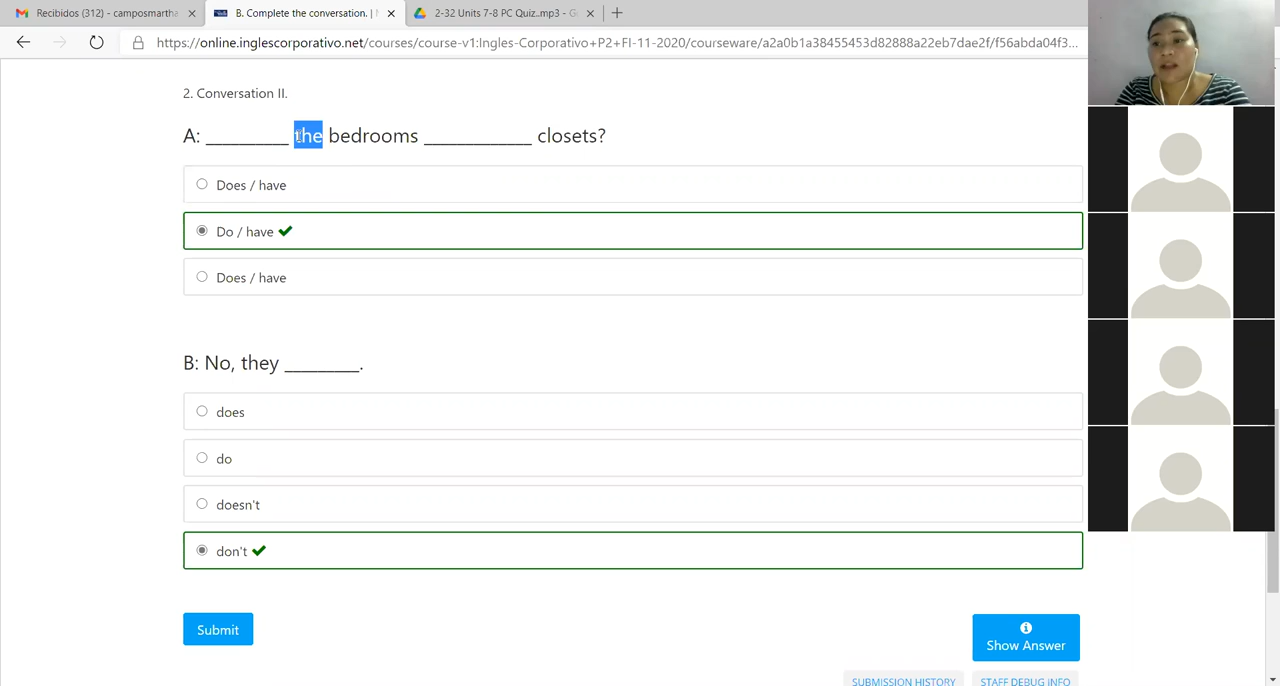 Recibidos (312) - camposmartha
B. Complete the conversation. |
2-32 Units 7-8 PC Quiz..mp3 - G
https://online.inglescorporativo.net/courses/course-v1:Ingles-Corporativo+P2+FI-11-2020/courseware/a2a0b1a38455453d82888a22eb7dae2f/f56abda04f3...
2. Conversation II.
A: __________ the bedrooms _____________ closets?
Does / have
Do / have
Does / have
B: No, they _________.
does
do
doesn't
don't
Submit
Show Answer
SUBMISSION HISTORY
STAFF DEBUG INFO